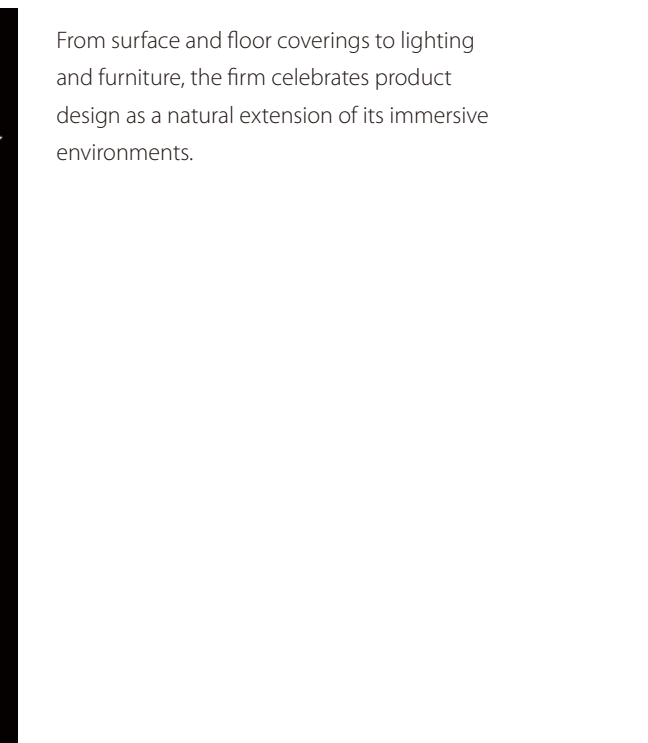 From surface and floor coverings to lighting
and furniture, the firm celebrates product
design as a natural extension of its immersive
environments.